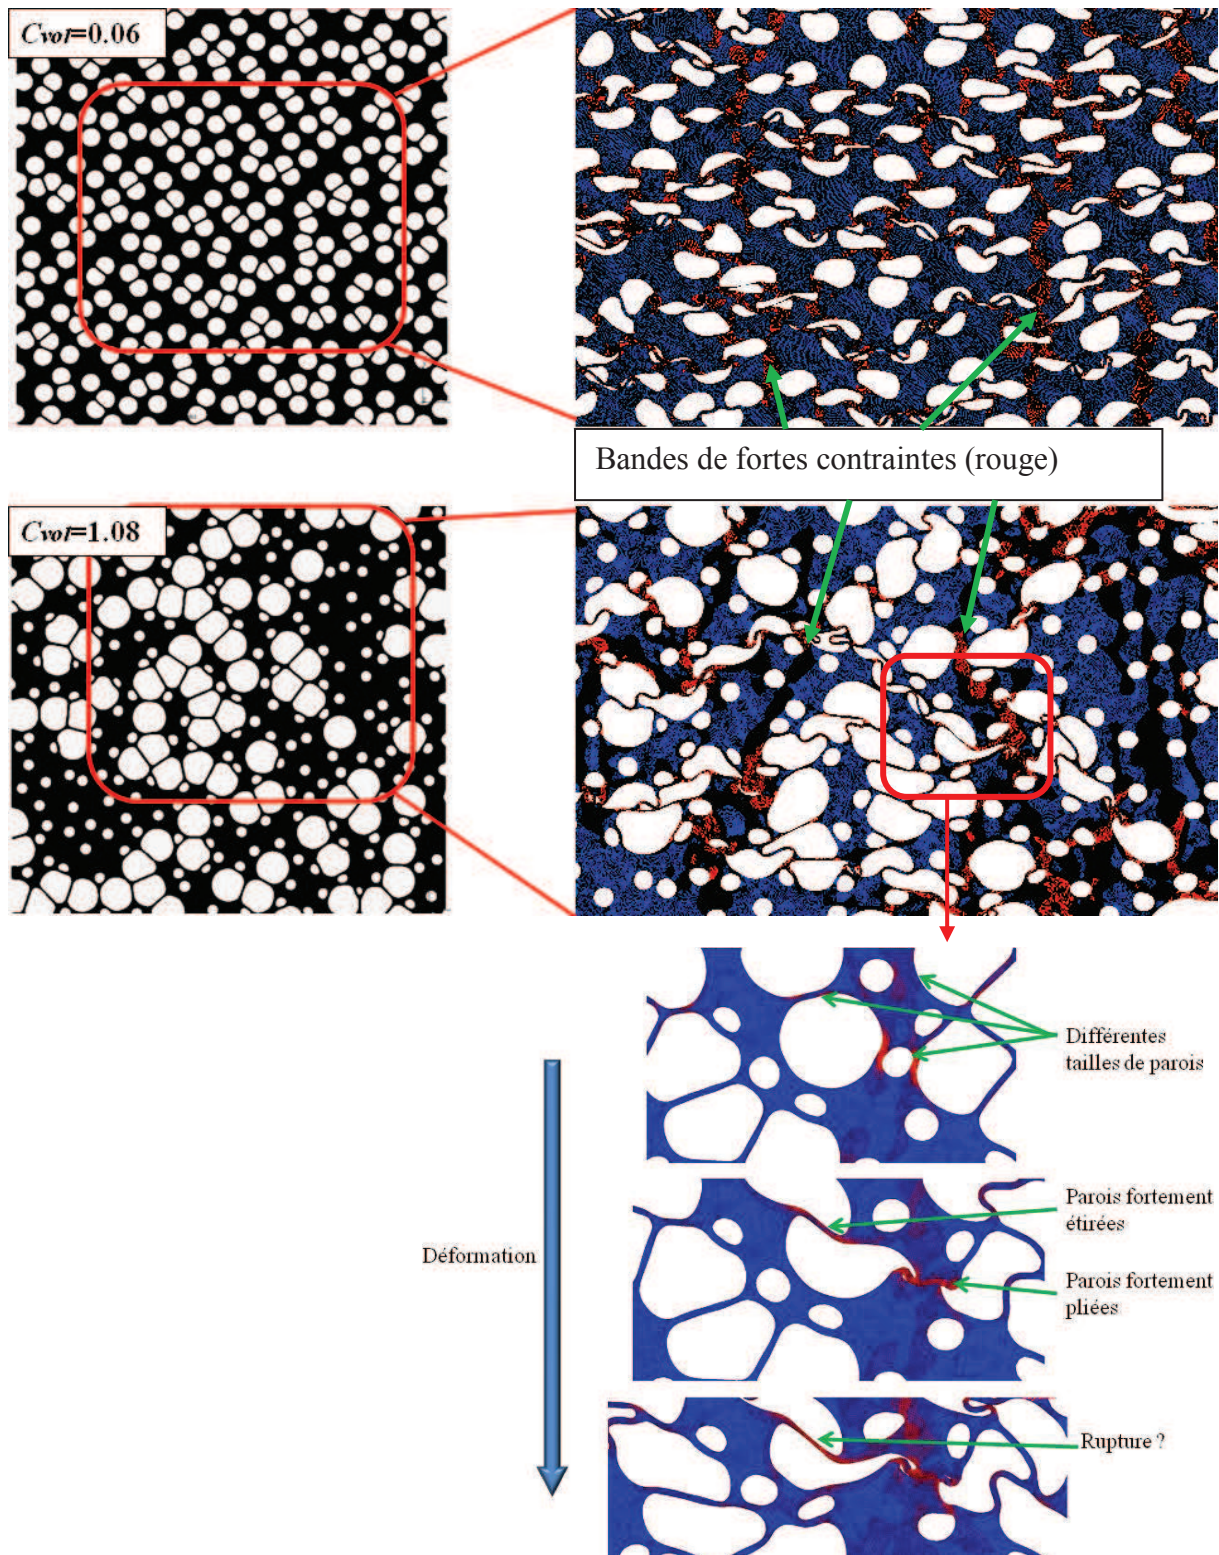 Cvol=0.06
Bandes de fortes contraintes (rouge)
Cvol=1.08
Différentes
tailles de parois
Parois fortement
étirées
Déformation
Parois fortement
pliées
Rupture ?